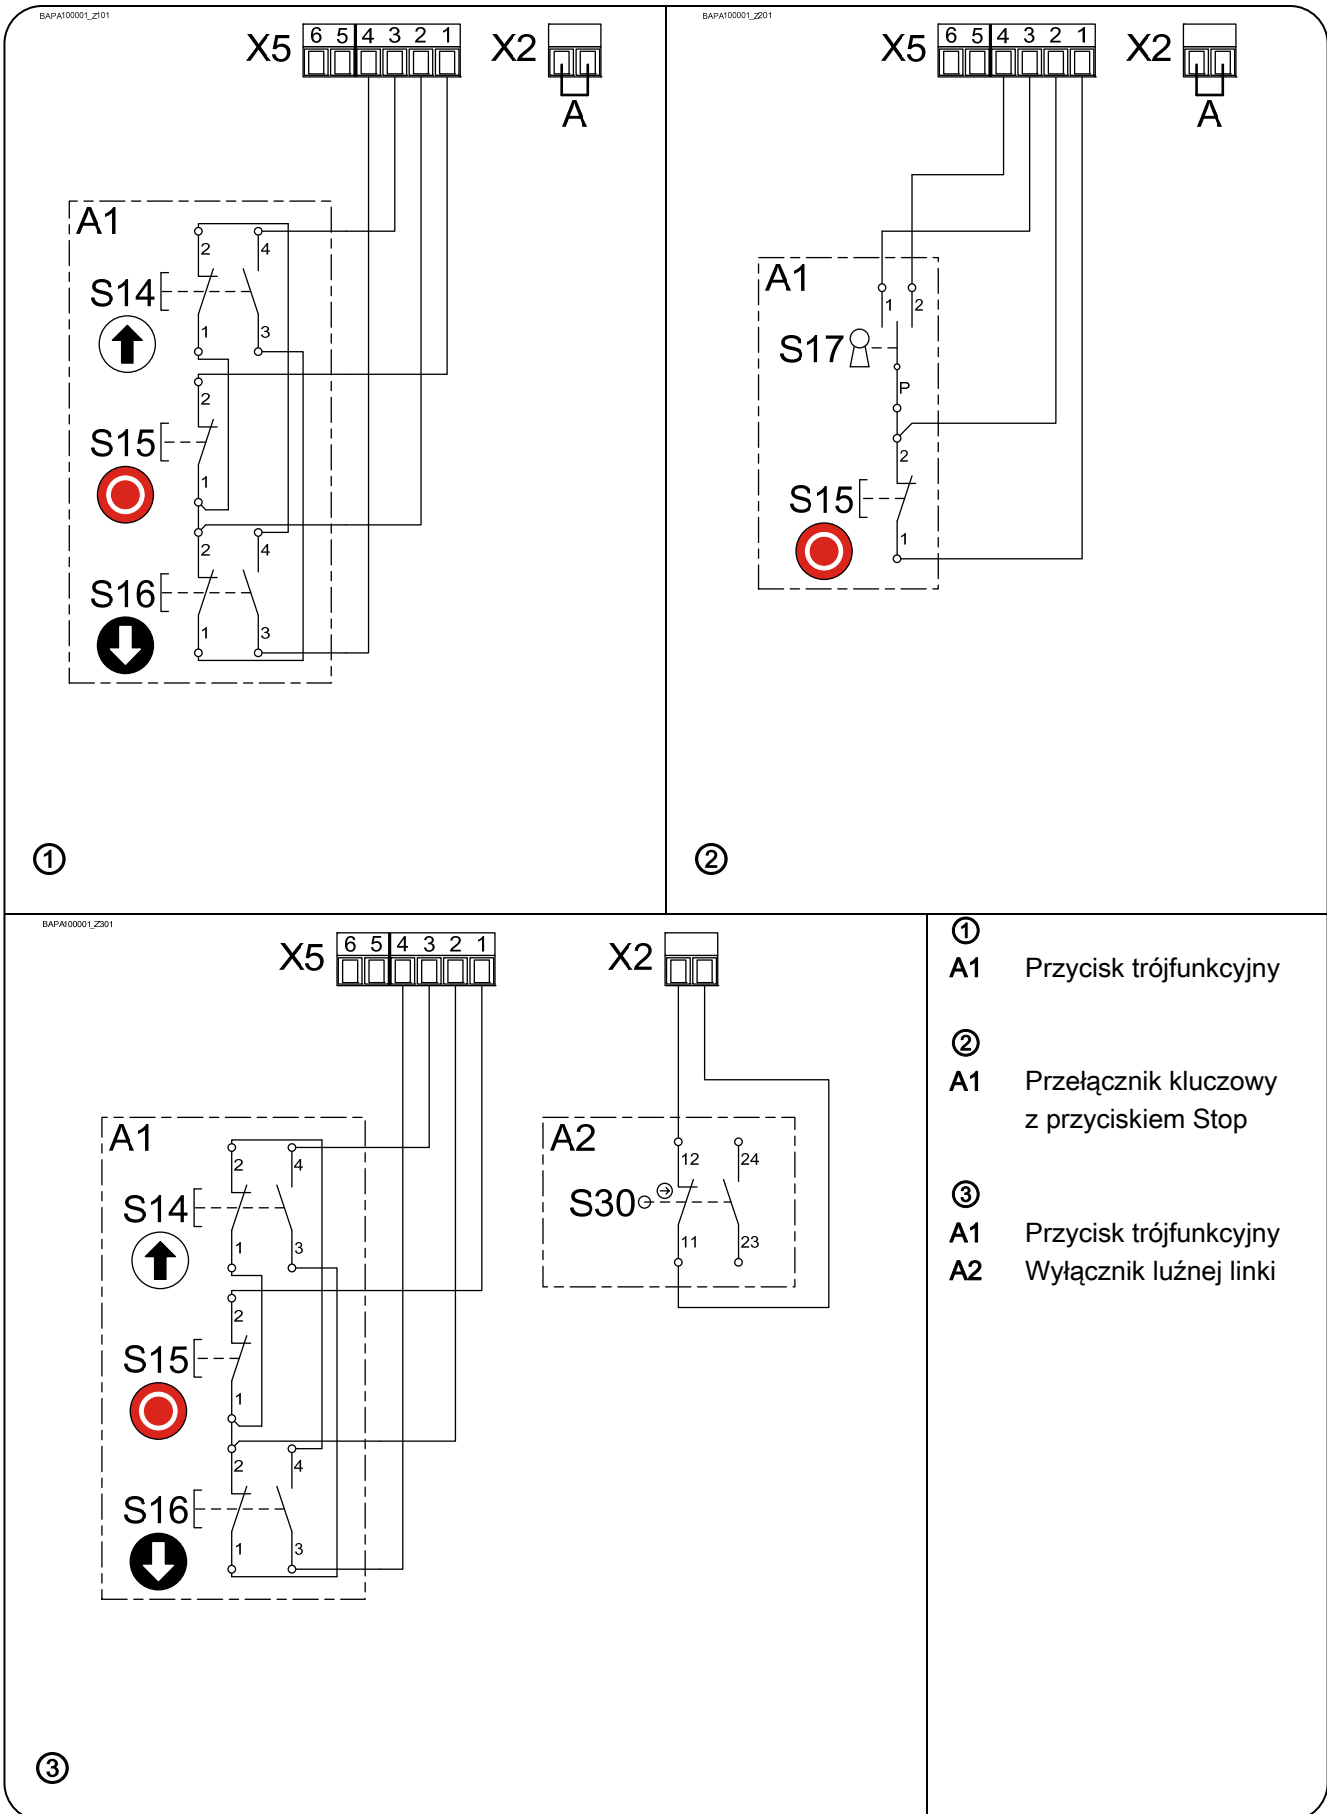 BAPA100001_Z101
X5 6 5 4 3 2 1 X2
A
A1
2 4
S14
1 3
2
S15
1
2 4
S16
1 3
①
BAPA100001_Z201
X5 6 5 4 3 2 1 X2
A
A1
1 2
S17
P
2
S15
1
②
BAPA100001_Z301
X5 6 5 4 3 2 1 X2
A1
2 4
S14
1 3
2
S15
1
2 4
S16
1 3
A2
12 24
S30
11 23
③
①
A1 Przycisk trójfunkcyjny
②
A1 Przełącznik kluczowy
z przyciskiem Stop
③
A1 Przycisk trójfunkcyjny
A2 Wyłącznik luźnej linki